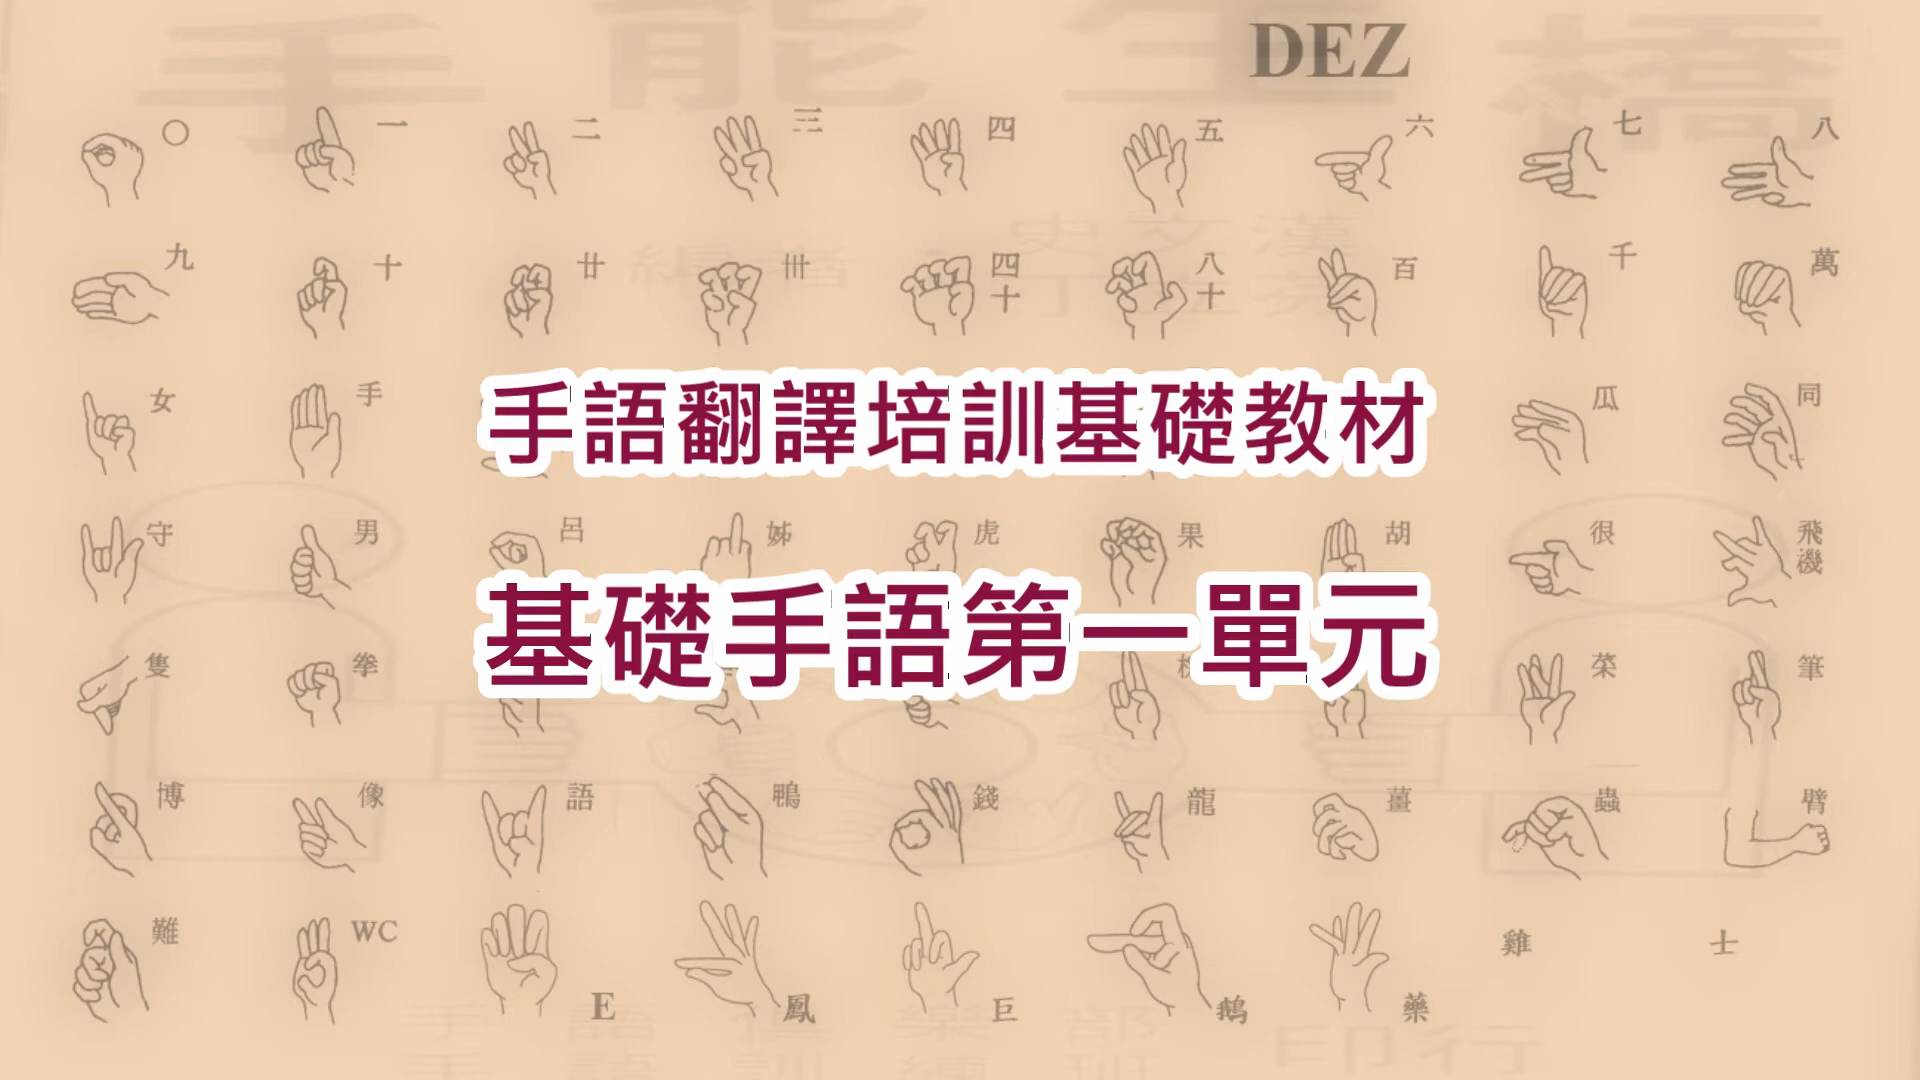 DEZ
〇 一 二 三 四 五 六 七 八
九 十 廿 卅 四十 八十 百 千 萬
女 手 瓜 同
手語翻譯培訓基礎教材
守 男 呂 姊 虎 果 胡 很 飛機
基礎手語第一單元
隻 拳 菜 筆
博 像 語 鴨 錢 龍 薑 蟲 臂
難 WC E 鳳 巨 鵝 藥 雞 士